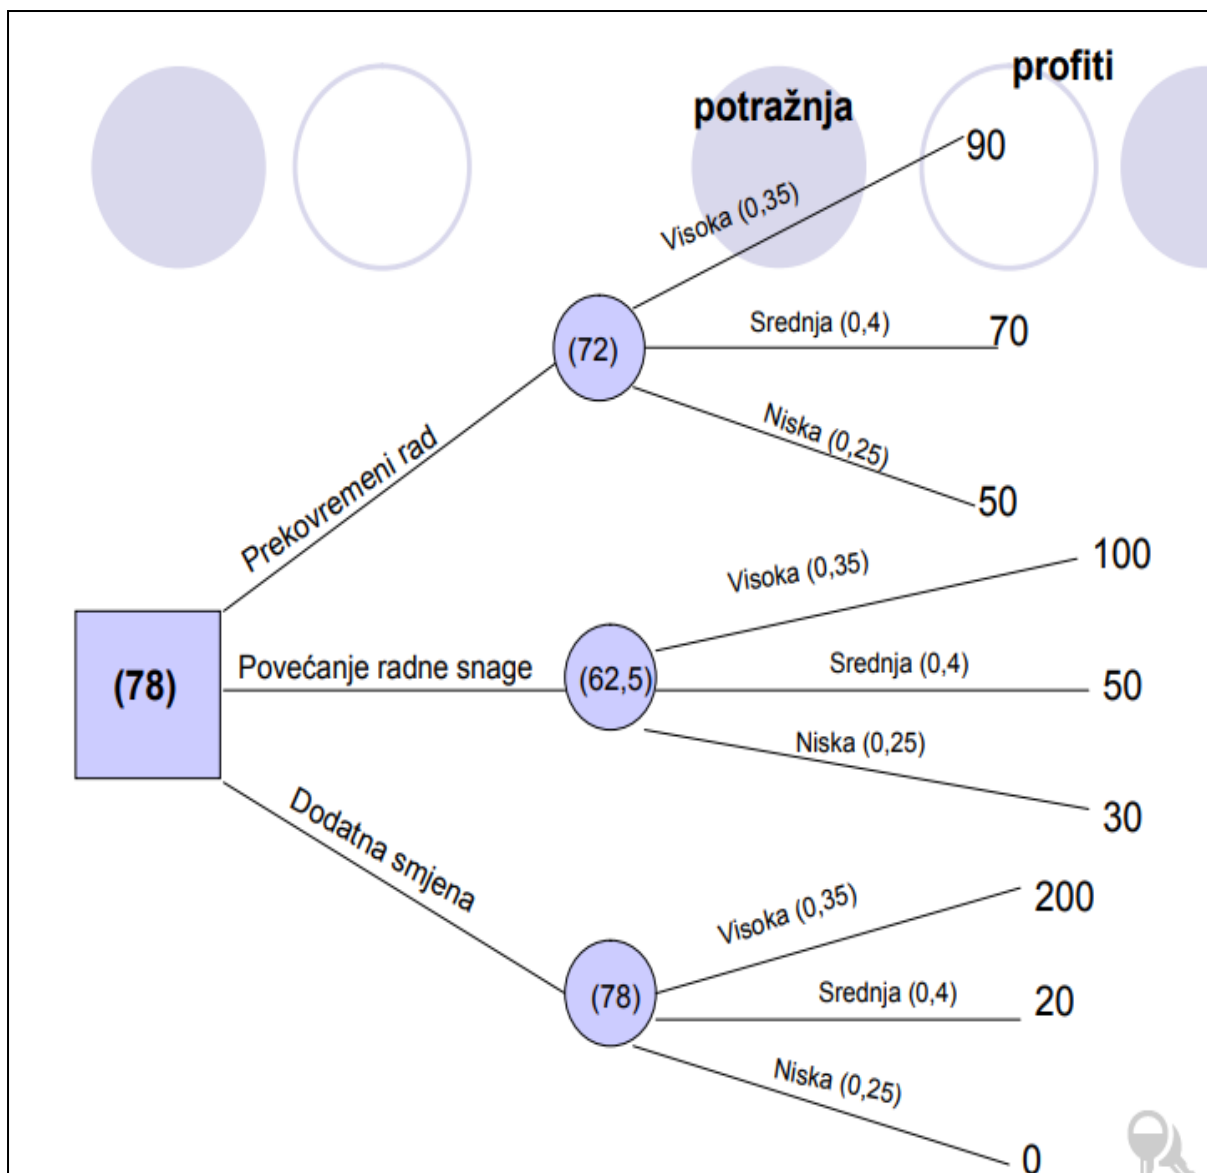 profiti
potražnja
90
Visoka (0,35)
Srednja (0,4)
70
(72)
Niska (0,25)
50
Prekovremeni rad
100
Visoka (0,35)
Povećanje radne snage
Srednja (0,4)
(78)
(62,5)
50
Niska (0,25)
30
Dodatna smjena
200
Visoka (0,35)
(78)
Srednja (0,4)
20
Niska (0,25)
0